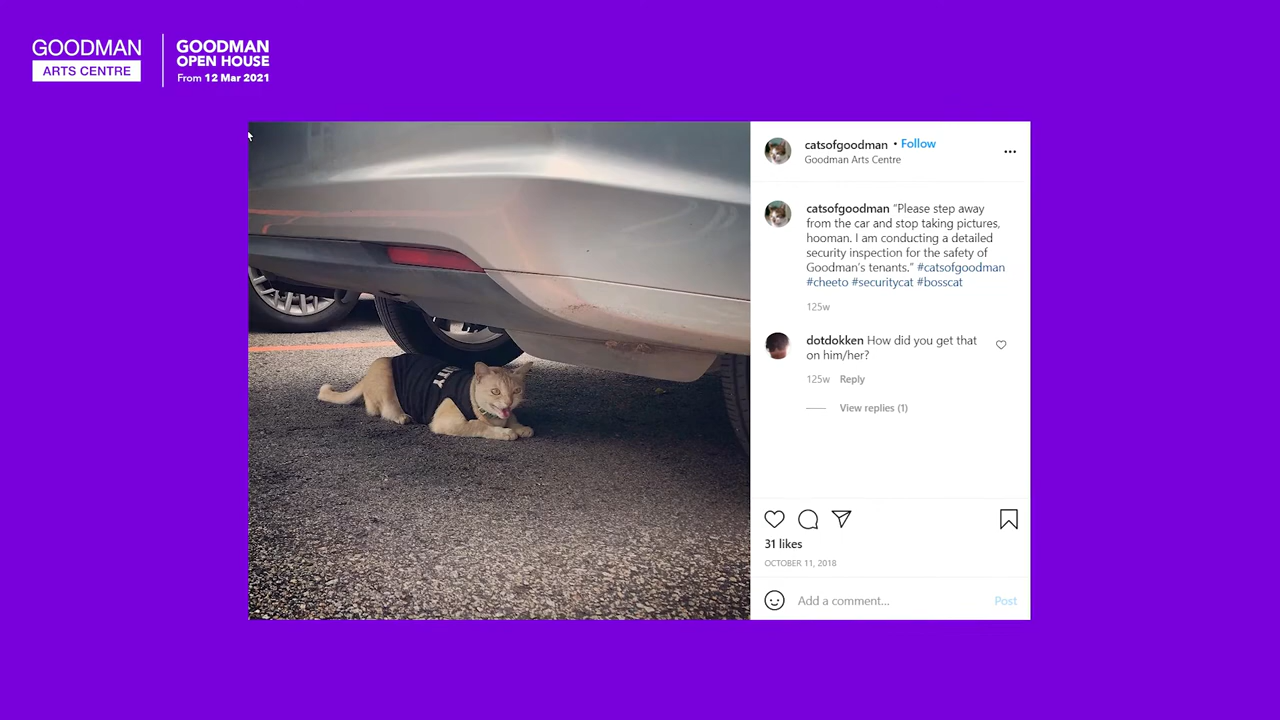 GOODMAN
ARTS CENTRE
GOODMAN
OPEN HOUSE
From 12 Mar 2021
catsofgoodman • Follow
Goodman Arts Centre
catsofgoodman “Please step away
from the car and stop taking pictures,
hooman. I am conducting a detailed
security inspection for the safety of
Goodman’s tenants.” #catsofgoodman
#cheeto #securitycat #bosscat
125w
dotdokken How did you get that
on him/her?
125w Reply
View replies (1)
31 likes
OCTOBER 11, 2018
Add a comment... Post